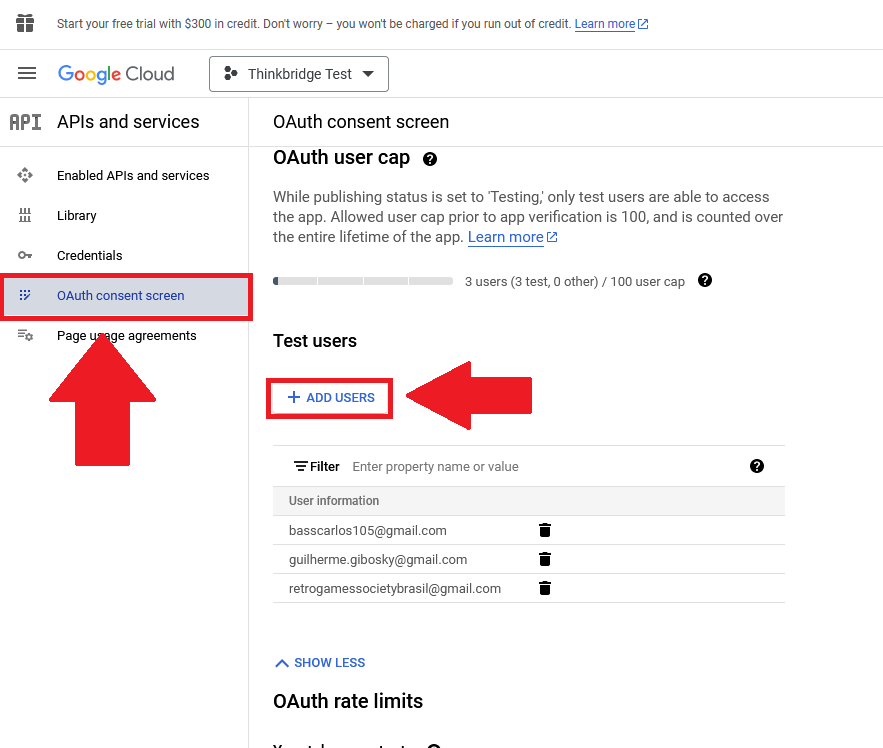 Start your free trial with $300 in credit. Don't worry – you won't be charged if you run out of credit. Learn more
Google Cloud
Thinkbridge Test
API
APIs and services
OAuth consent screen
Enabled APIs and services
Library
Credentials
OAuth consent screen
Page usage agreements
OAuth user cap
While publishing status is set to 'Testing,' only test users are able to access
the app. Allowed user cap prior to app verification is 100, and is counted over
the entire lifetime of the app. Learn more
3 users (3 test, 0 other) / 100 user cap
Test users
ADD USERS
Filter Enter property name or value
User information
basscarlos105@gmail.com
guilherme.gibosky@gmail.com
retrogamessocietybrasil@gmail.com
SHOW LESS
OAuth rate limits